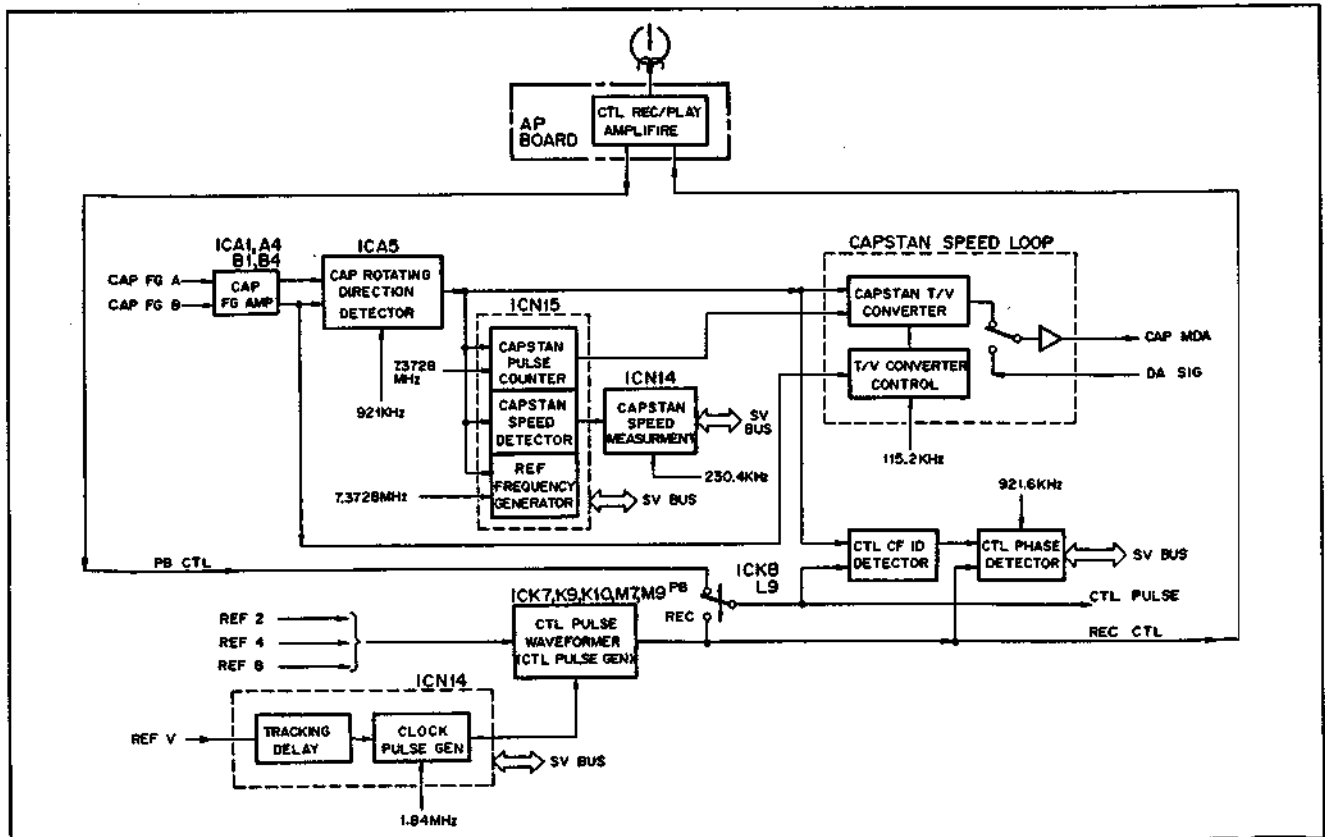 AP
BOARD
CTL REC/PLAY
AMPLIFIRE
ICA1, A4
B1, B4
CAP FG A
CAP FG B
CAP
FG AMP
ICA5
CAP ROTATING
DIRECTION
DETECTOR
921KHz
ICN15
CAPSTAN
PULSE
COUNTER
7.3728
MHz
CAPSTAN
SPEED
DETECTOR
REF
FREQUENCY
GENERATOR
7.3728MHz
SV BUS
ICN14
CAPSTAN
SPEED
MEASURMENT
SV
BUS
230.4KHz
CAPSTAN SPEED LOOP
CAPSTAN T/V
CONVERTER
T/V CONVERTER
CONTROL
CAP MDA
DA SIG
115.2KHz
921.6KHz
CTL CF ID
DETECTOR
CTL PHASE
DETECTOR
SV BUS
PB CTL
ICK8
L9
PB
REC
CTL PULSE
REC CTL
ICK7, K9, K10, M7, M9
CTL PULSE
WAVEFORMER
(CTL PULSE GEN)
REF 2
REF 4
REF 8
ICN14
REF V
TRACKING
DELAY
CLOCK
PULSE GEN
SV BUS
1.84MHz